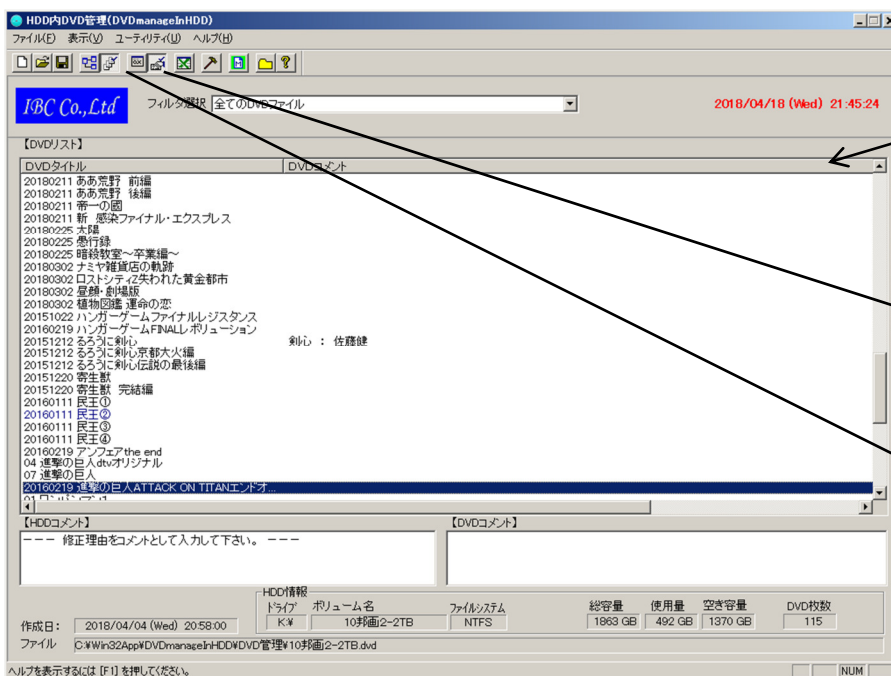 HDD内DVD管理(DVDmanageInHDD)
ファイル(F) 表示(V) ユーティリティ(U) ヘルプ(H)
IBC Co.,Ltd フィルタ選択 全てのDVDファイル 2018/04/18 (Wed) 21:45:24
【DVDリスト】
DVDタイトル DVDコメント
20180211 ああ荒野 前編
20180211 ああ荒野 後編
20180211 帝一の國
20180211 新 感染ファイナル・エクスプレス
20180225 太陽
20180225 愚行録
20180225 暗殺教室～卒業編～
20180302 ナミヤ雑貨店の軌跡
20180302 ロストシティZ失われた黄金都市
20180302 昼顔・劇場版
20180302 植物図鑑 運命の恋
20151022 ハンガーゲームファイナルレジスタンス
20160219 ハンガーゲームFINALレボリューション
20151212 るろうに剣心 剣心 : 佐藤健
20151212 るろうに剣心京都大火編
20151212 るろうに剣心伝説の最後編
20151220 寄生獣
20151220 寄生獣 完結編
20160111 民王①
20160111 民王②
20160111 民王③
20160111 民王④
20160219 アンフェアthe end
04 進撃の巨人dtvオリジナル
07 進撃の巨人
20160219 進撃の巨人ATTACK ON TITANエンドオ...
01 ワンパンマン1
【HDDコメント】 【DVDコメント】
－－－ 修正理由をコメントとして入力して下さい。 －－－
HDD情報
ドライブ ボリューム名 ファイルシステム 総容量 使用量 空き容量 DVD枚数
作成日: 2018/04/04 (Wed) 20:58:00 K:¥ 10邦画2-2TB NTFS 1863 GB 492 GB 1370 GB 115
ファイル C:¥Win32App¥DVDmanageInHDD¥DVD管理¥10邦画2-2TB.dvd
ヘルプを表示するには [F1] を押してください。 NUM